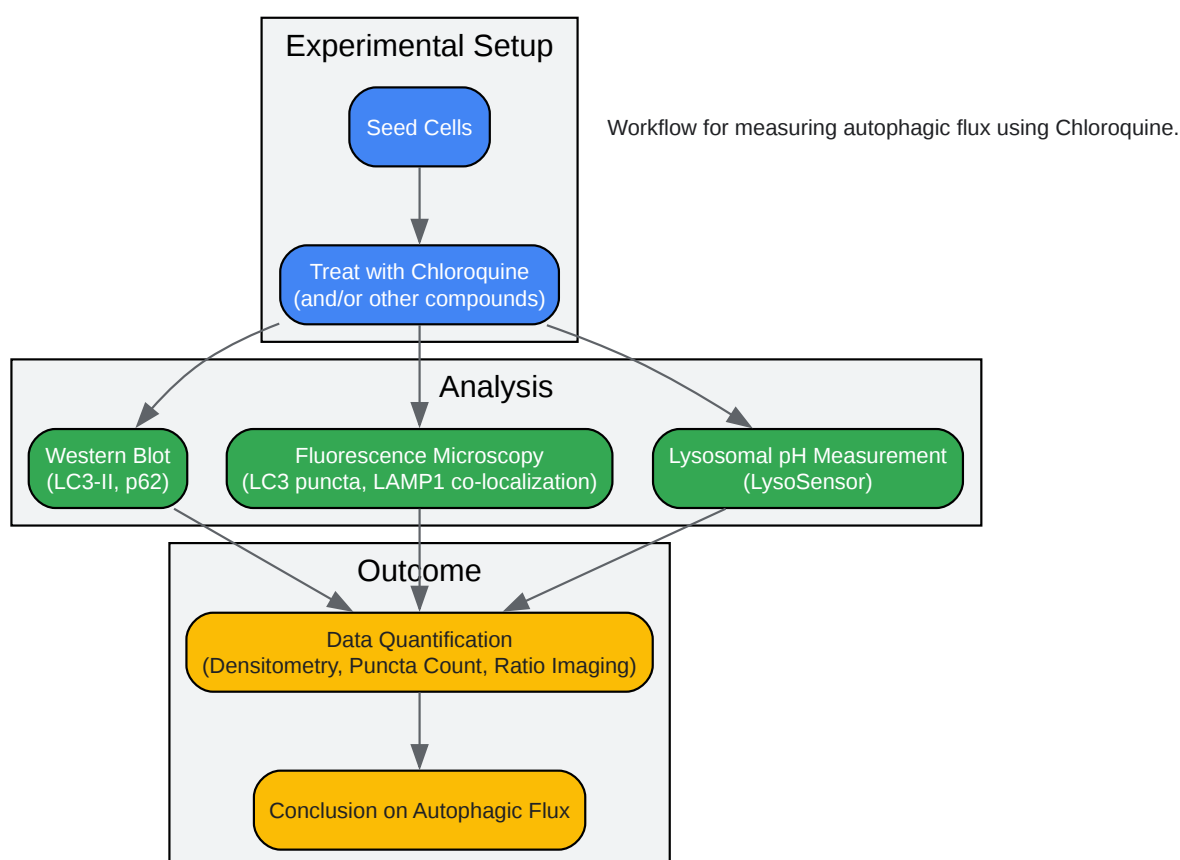 Experimental Setup
Seed Cells
Workflow for measuring autophagic flux using Chloroquine.
Treat with Chloroquine
(and/or other compounds)
Analysis
Western Blot
(LC3-II, p62)
Fluorescence Microscopy
(LC3 puncta, LAMP1 co-localization)
Lysosomal pH Measurement
(LysoSensor)
Outcome
Data Quantification
(Densitometry, Puncta Count, Ratio Imaging)
Conclusion on Autophagic Flux